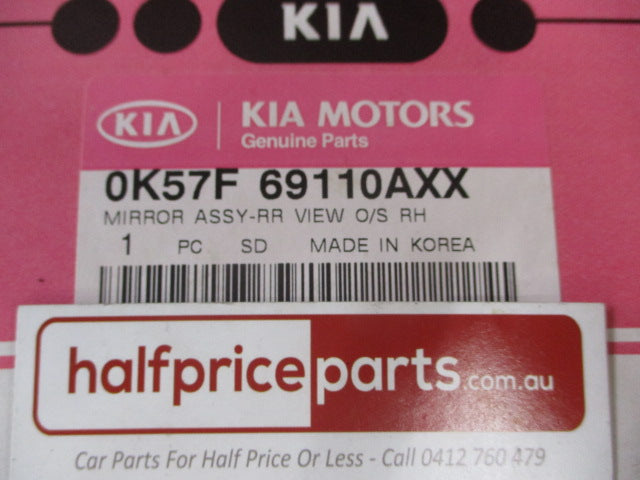 KIA
KIA
KIA MOTORS
Genuine Parts
0K57F 69110AXX
MIRROR ASSY-RR VIEW O/S RH
1 PC SD MADE IN KOREA
halfpriceparts.com.au
Car Parts For Half Price Or Less - Call 0412 760 479